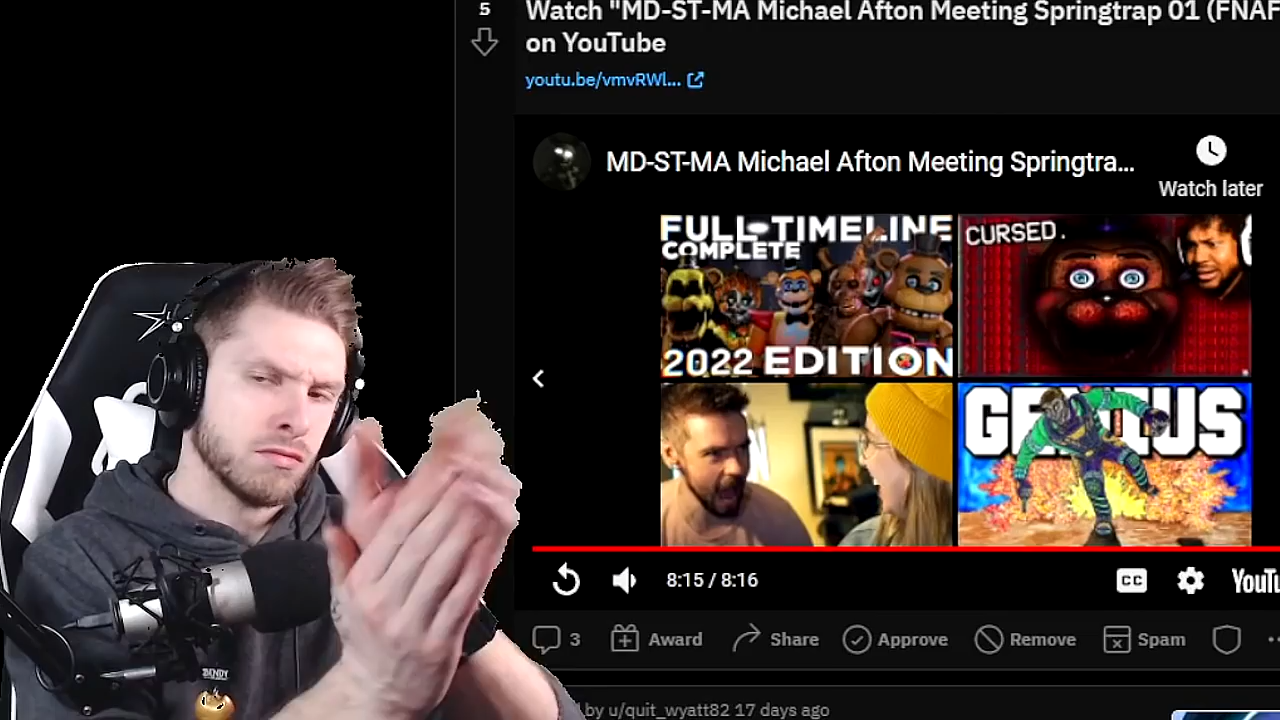 5
Watch "MD-ST-MA Michael Afton Meeting Springtrap 01 (FNAF
on YouTube
youtu.be/vmvRWl...
MD-ST-MA Michael Afton Meeting Springtra...
Watch later
FULL TIMELINE
COMPLETE
2022 EDITION
CURSED.
GENIUS
8:15 / 8:16
CC
YouTu
3
Award
Share
Approve
Remove
Spam
BENDY
by u/quit_wyatt82 17 days ago